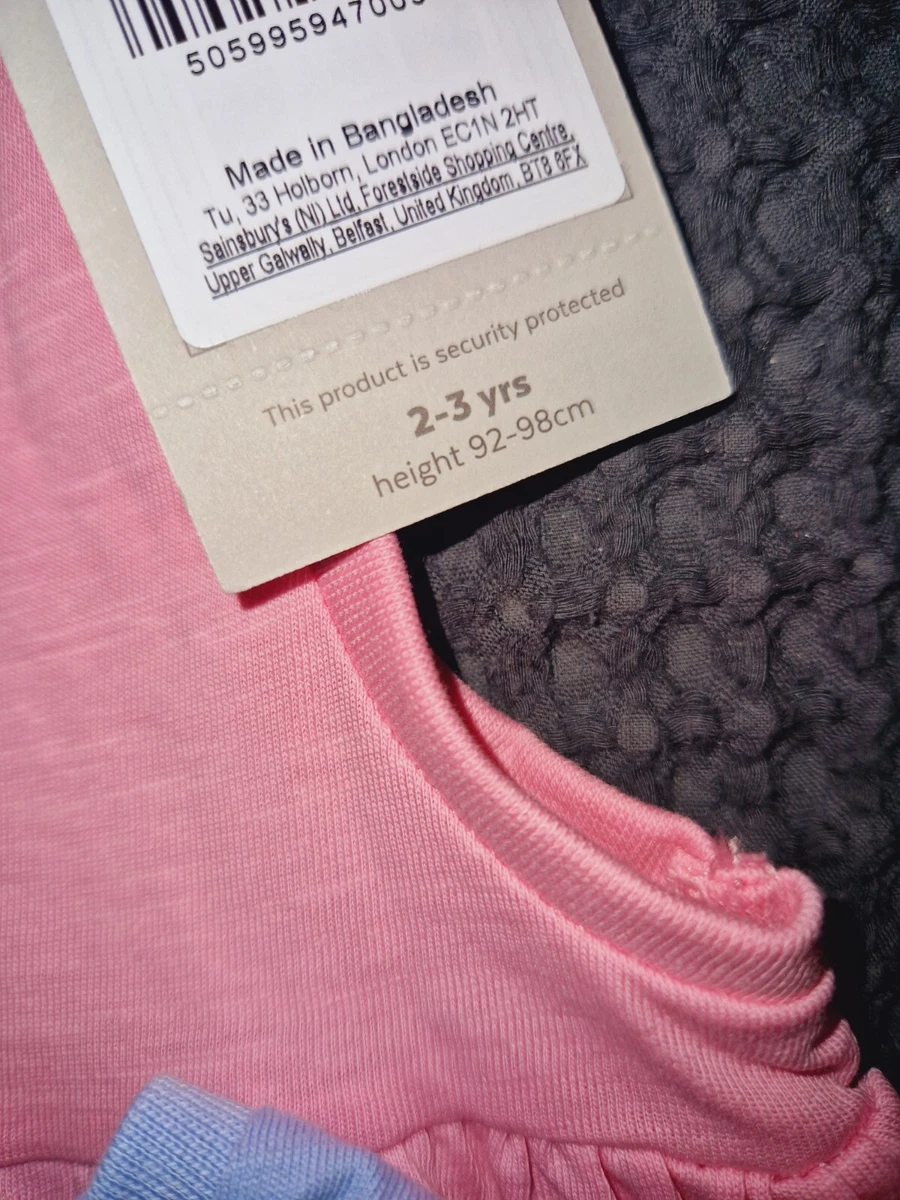 Made in Bangladesh
Tu, 33 Holborn, London EC1N 2HT
Sainsbury's (NI) Ltd, Forestside Shopping Centre,
Upper Galwally, Belfast, United Kingdom, BT8 6FX
This product is security protected
2-3 yrs
height 92-98cm